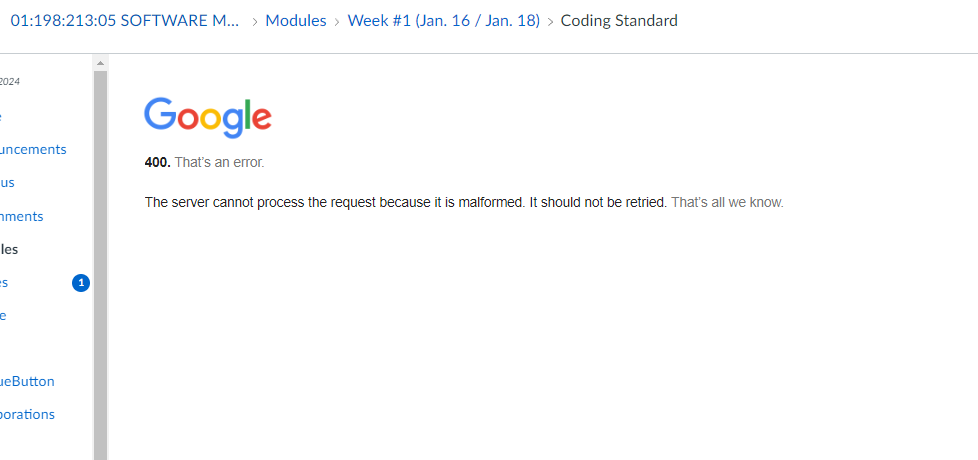 01:198:213:05 SOFTWARE M... > Modules > Week #1 (Jan. 16 / Jan. 18) > Coding Standard
2024
Google
400. That's an error.
uncements
us
The server cannot process the request because it is malformed. It should not be retried. That's all we know.
nments
les
s 1
e
ueButton
orations